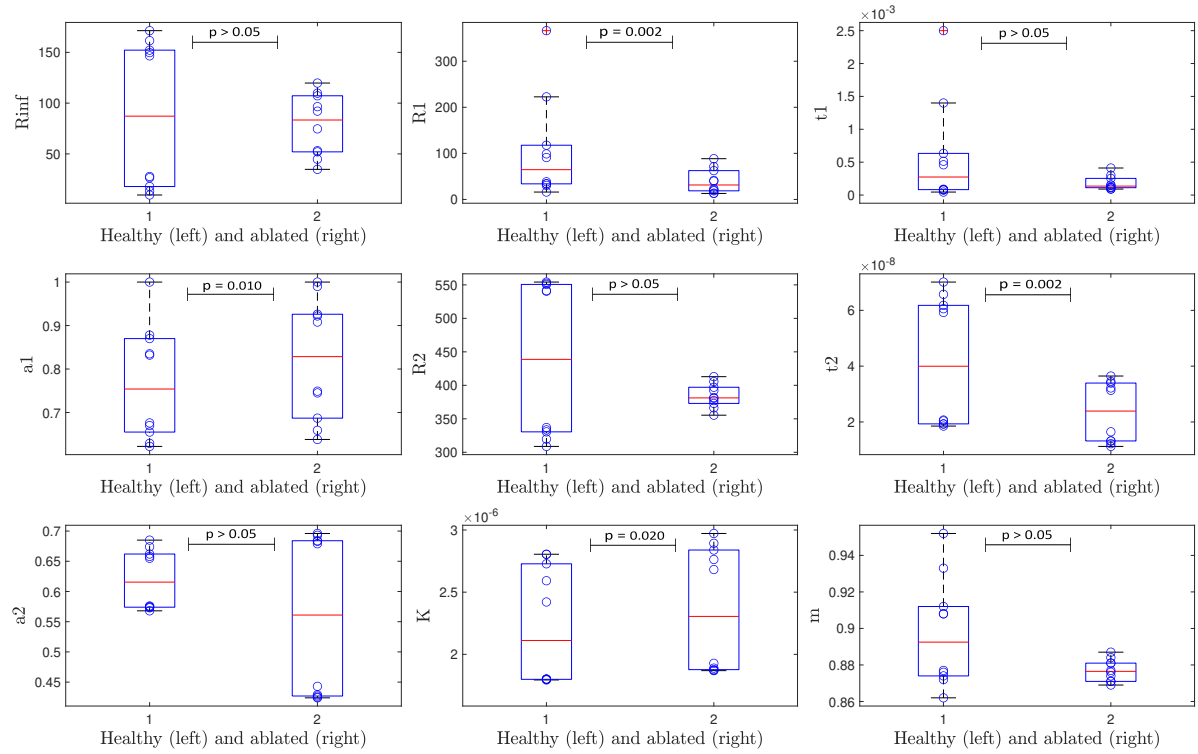 p > 0.05
150
100
50
Rinf
1
2
Healthy (left) and ablated (right)
p = 0.002
300
200
100
0
R1
1
2
Healthy (left) and ablated (right)
×10⁻³
p > 0.05
2.5
2
1.5
1
0.5
0
t1
1
2
Healthy (left) and ablated (right)
p = 0.010
1
0.9
0.8
0.7
a1
1
2
Healthy (left) and ablated (right)
p > 0.05
550
500
450
400
350
300
R2
1
2
Healthy (left) and ablated (right)
×10⁻⁸
p = 0.002
6
4
2
t2
1
2
Healthy (left) and ablated (right)
p > 0.05
0.7
0.65
0.6
0.55
0.5
0.45
a2
1
2
Healthy (left) and ablated (right)
×10⁻⁶
p = 0.020
3
2.5
2
K
1
2
Healthy (left) and ablated (right)
p > 0.05
0.94
0.92
0.9
0.88
0.86
m
1
2
Healthy (left) and ablated (right)